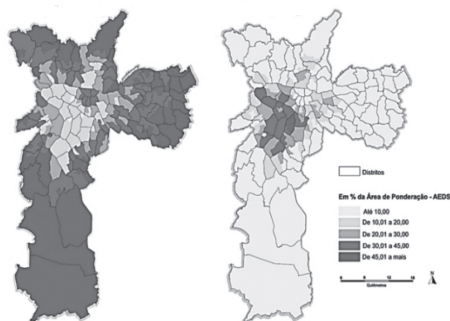 Distritos
Em % da Área de Ponderação - AEDS
Até 10,00
De 10,01 a 20,00
De 20,01 a 30,00
De 30,01 a 45,00
De 45,01 a mais
0
Quilômetros
N